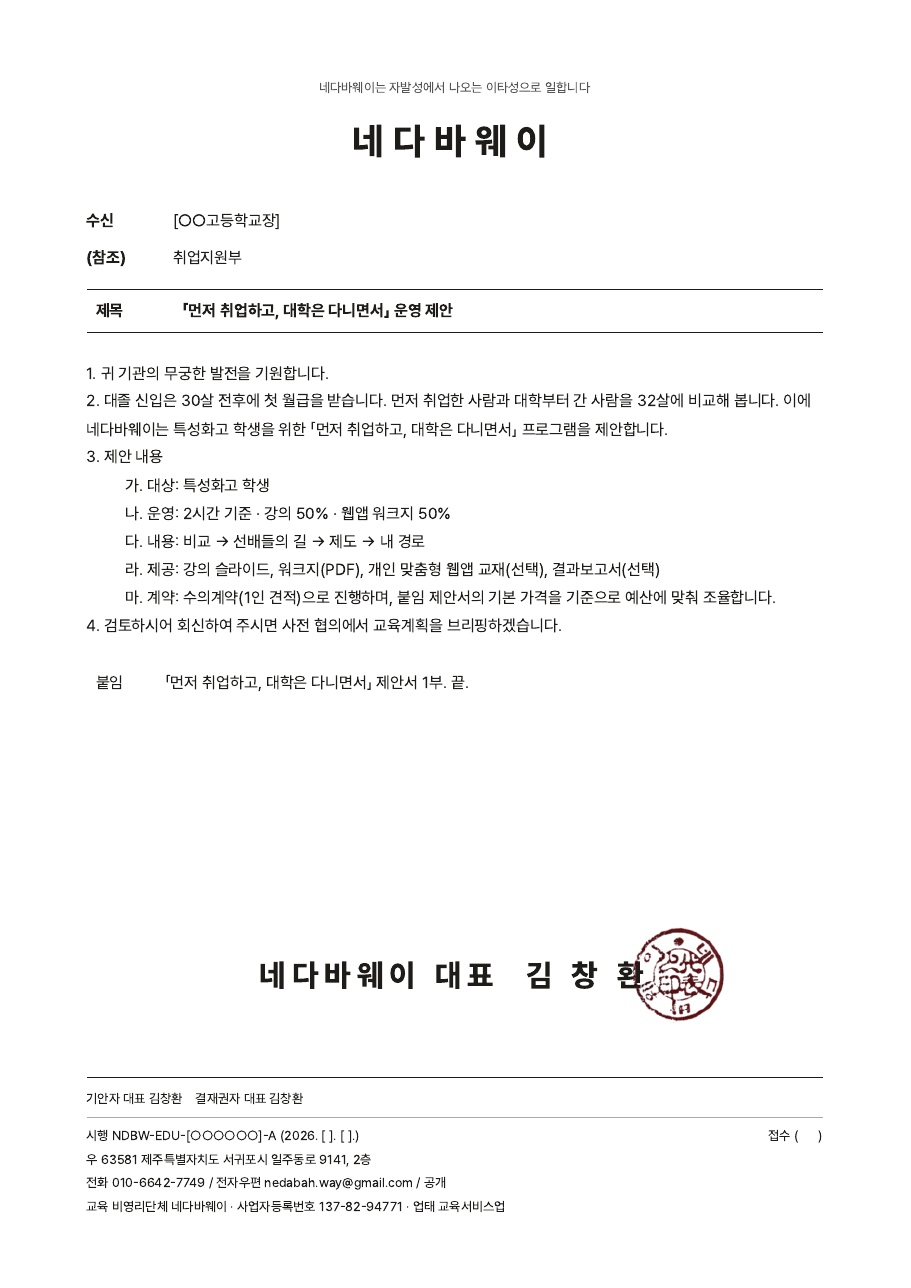 네다바웨이는 자발성에서 나오는 이타성으로 일합니다
네다바웨이
수신 [○○고등학교장]
(참조) 취업지원부
제목 「먼저 취업하고, 대학은 다니면서」 운영 제안
1. 귀 기관의 무궁한 발전을 기원합니다.
2. 대졸 신입은 30살 전후에 첫 월급을 받습니다. 먼저 취업한 사람과 대학부터 간 사람을 32살에 비교해 봅니다. 이에
네다바웨이는 특성화고 학생을 위한 「먼저 취업하고, 대학은 다니면서」 프로그램을 제안합니다.
3. 제안 내용
가. 대상: 특성화고 학생
나. 운영: 2시간 기준 · 강의 50% · 웹앱 워크지 50%
다. 내용: 비교 → 선배들의 길 → 제도 → 내 경로
라. 제공: 강의 슬라이드, 워크지(PDF), 개인 맞춤형 웹앱 교재(선택), 결과보고서(선택)
마. 계약: 수의계약(1인 견적)으로 진행하며, 붙임 제안서의 기본 가격을 기준으로 예산에 맞춰 조율합니다.
4. 검토하시어 회신하여 주시면 사전 협의에서 교육계획을 브리핑하겠습니다.
붙임 「먼저 취업하고, 대학은 다니면서」 제안서 1부. 끝.
네다바웨이 대표 김 창 환
기안자 대표 김창환 결재권자 대표 김창환
시행 NDBW-EDU-[○○○○○○]-A (2026. [ ]. [ ].) 접수 ( )
우 63581 제주특별자치도 서귀포시 일주동로 9141, 2층
전화 010-6642-7749 / 전자우편 nedabah.way@gmail.com / 공개
교육 비영리단체 네다바웨이 · 사업자등록번호 137-82-94771 · 업태 교육서비스업